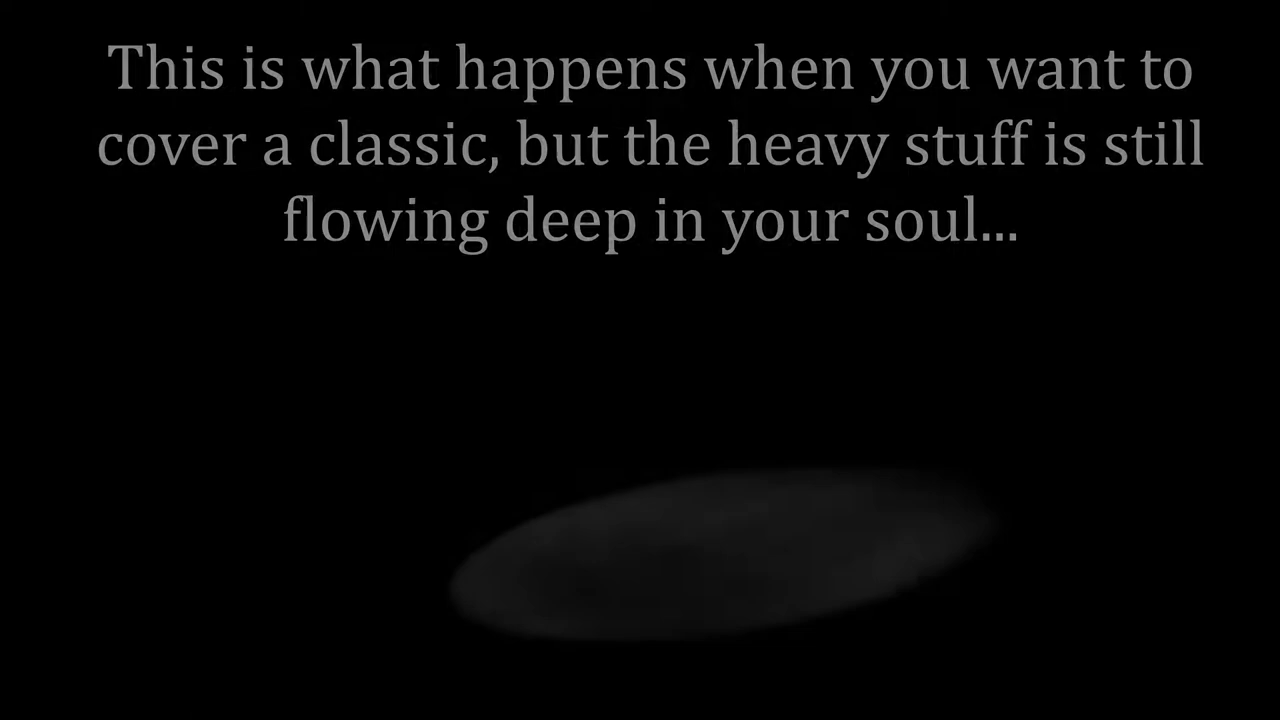 This is what happens when you want to
cover a classic, but the heavy stuff is still
flowing deep in your soul...